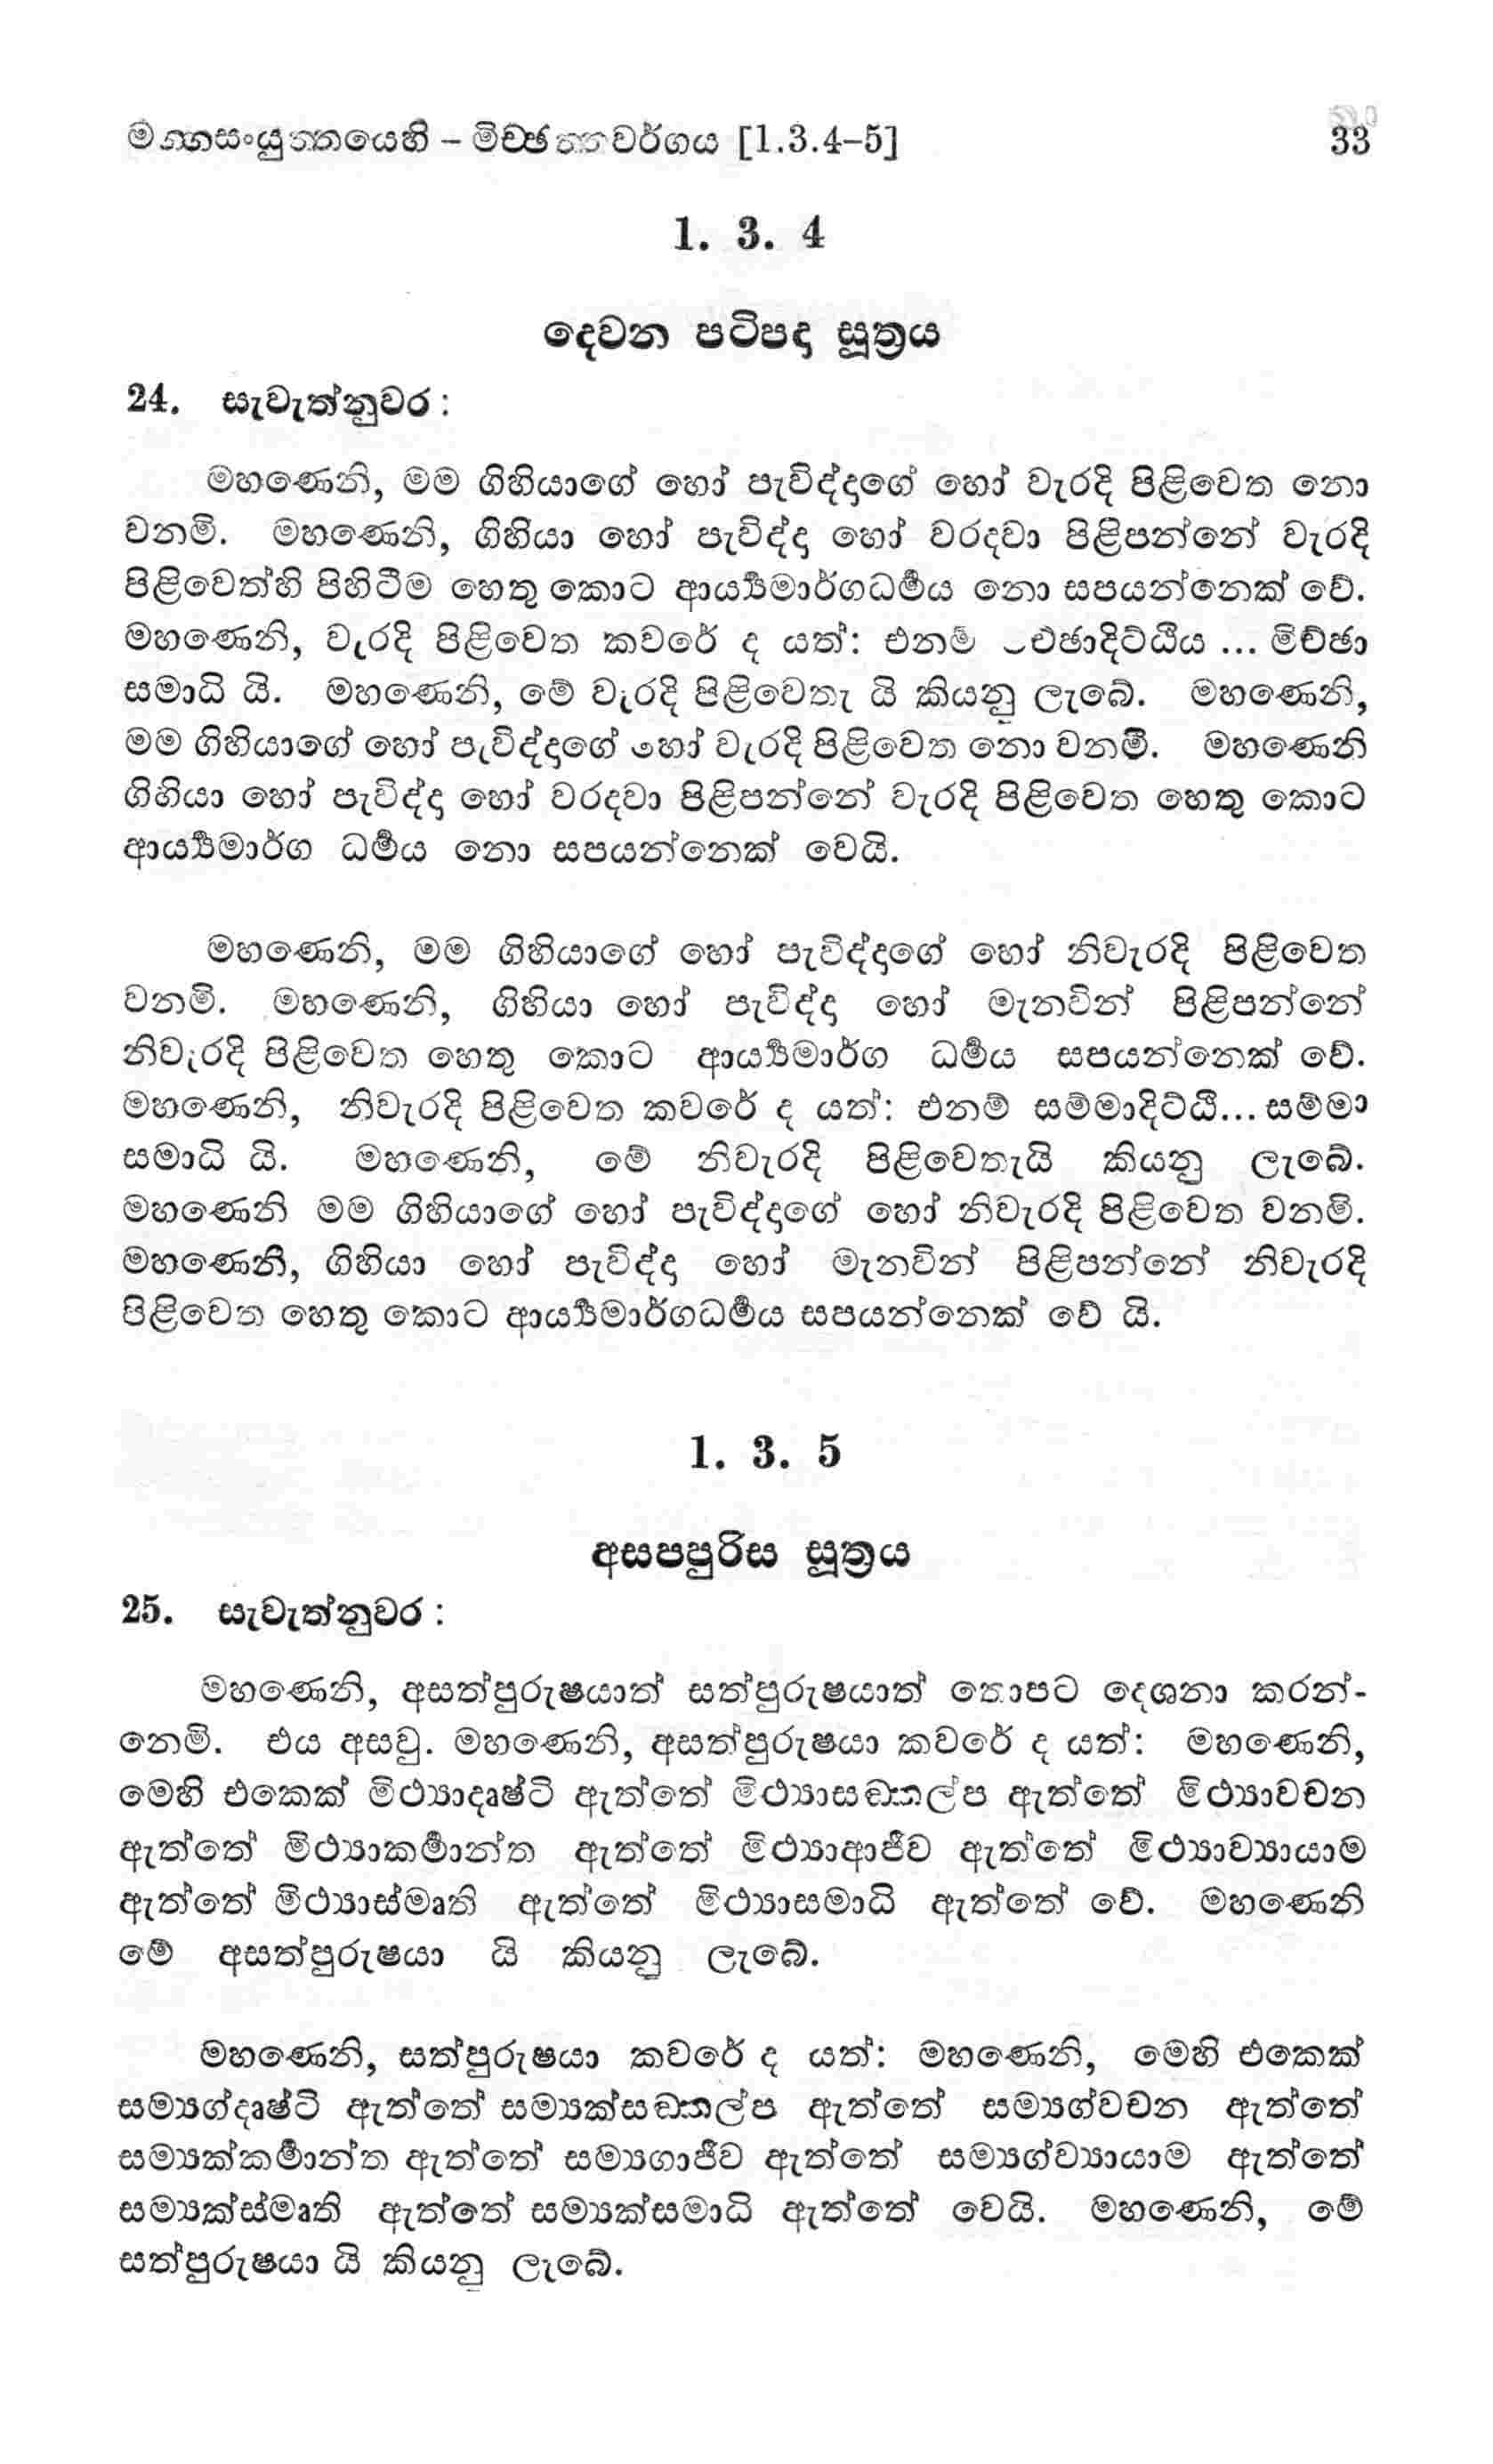 මග්ගසංයුත්තයෙහි – මිච්ඡත්තවර්ගය [1.3.4–5] 33
1. 3. 4
දෙවන පටිපදා සූත්‍රය
24. සැවැත්නුවර :
මහණෙනි, මම ගිහියාගේ හෝ පැවිද්දාගේ හෝ වැරදි පිළිවෙත නො
වනමි. මහණෙනි, ගිහියා හෝ පැවිද්දා හෝ වරදවා පිළිපන්නේ වැරදි
පිළිවෙත්හි පිහිටීම හෙතු කොට ආර්‍ය්‍යමාර්ගධර්‍මය නො සපයන්නෙක් වේ.
මහණෙනි, වැරදි පිළිවෙත කවරේ ද යත්: එනම් ... මිච්ඡා
සමාධි යි. මහණෙනි, මේ වැරදි පිළිවෙතැ යි කියනු ලැබේ. මහණෙනි,
මම ගිහියාගේ හෝ පැවිද්දාගේ හෝ වැරදි පිළිවෙත නො වනමි. මහණෙනි
ගිහියා හෝ පැවිද්දා හෝ වරදවා පිළිපන්නේ වැරදි පිළිවෙත හෙතු කොට
ආර්‍ය්‍යමාර්ග ධර්‍මය නො සපයන්නෙක් වෙයි.
මහණෙනි, මම ගිහියාගේ හෝ පැවිද්දාගේ හෝ නිවැරදි පිළිවෙත
වනමි. මහණෙනි, ගිහියා හෝ පැවිද්දා හෝ මැනවින් පිළිපන්නේ
නිවැරදි පිළිවෙත හෙතු කොට ආර්‍ය්‍යමාර්ග ධර්‍මය සපයන්නෙක් වේ.
මහණෙනි, නිවැරදි පිළිවෙත කවරේ ද යත්: එනම් සම්මාදිට්ඨි... සම්මා
සමාධි යි. මහණෙනි, මේ නිවැරදි පිළිවෙතැයි කියනු ලැබේ.
මහණෙනි මම ගිහියාගේ හෝ පැවිද්දාගේ හෝ නිවැරදි පිළිවෙත වනමි.
මහණෙනි, ගිහියා හෝ පැවිද්දා හෝ මැනවින් පිළිපන්නේ නිවැරදි
පිළිවෙත හෙතු කොට ආර්‍ය්‍යමාර්ගධර්‍මය සපයන්නෙක් වේ යි.
1. 3. 5
අසප්පුරිස සූත්‍රය
25. සැවැත්නුවර :
මහණෙනි, අසත්පුරුෂයාත් සත්පුරුෂයාත් තොපට දෙශනා කරන්-
නෙමි. එය අසවු. මහණෙනි, අසත්පුරුෂයා කවරේ ද යත්: මහණෙනි,
මෙහි එකෙක් මිථ්‍යාදෘෂ්ටි ඇත්තේ මිථ්‍යාසඞ්කල්ප ඇත්තේ මිථ්‍යාවචන
ඇත්තේ මිථ්‍යාකර්‍මාන්ත ඇත්තේ මිථ්‍යාආජීව ඇත්තේ මිථ්‍යාව්‍යායාම
ඇත්තේ මිථ්‍යාස්මෘති ඇත්තේ මිථ්‍යාසමාධි ඇත්තේ වේ. මහණෙනි
මේ අසත්පුරුෂයා යි කියනු ලැබේ.
මහණෙනි, සත්පුරුෂයා කවරේ ද යත්: මහණෙනි, මෙහි එකෙක්
සම්‍යග්දෘෂ්ටි ඇත්තේ සම්‍යක්සඞ්කල්ප ඇත්තේ සම්‍යග්වචන ඇත්තේ
සම්‍යක්කර්‍මාන්ත ඇත්තේ සම්‍යගාජීව ඇත්තේ සම්‍යග්ව්‍යායාම ඇත්තේ
සම්‍යක්ස්මෘති ඇත්තේ සම්‍යක්සමාධි ඇත්තේ වෙයි. මහණෙනි, මේ
සත්පුරුෂයා යි කියනු ලැබේ.